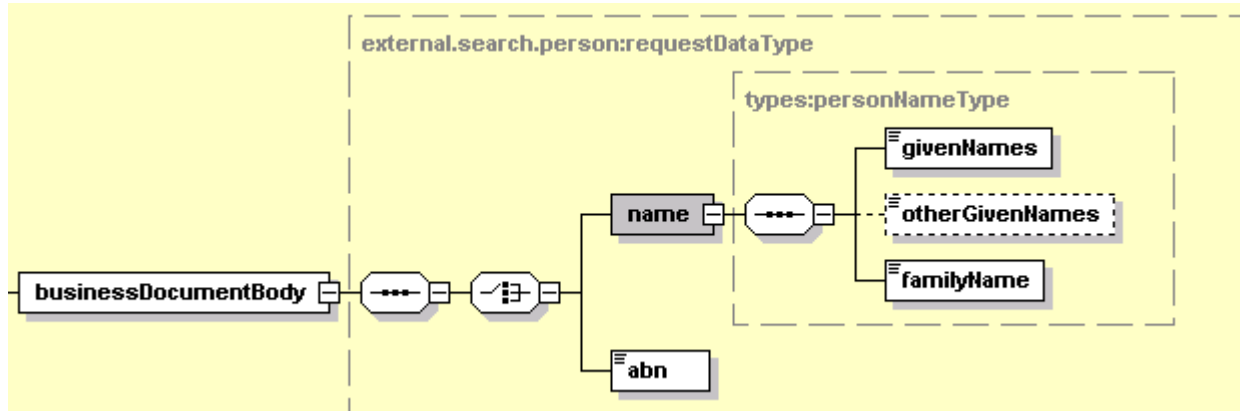 external.search.person:requestDataType
types:personNameType
givenNames
name
otherGivenNames
familyName
businessDocumentBody
abn